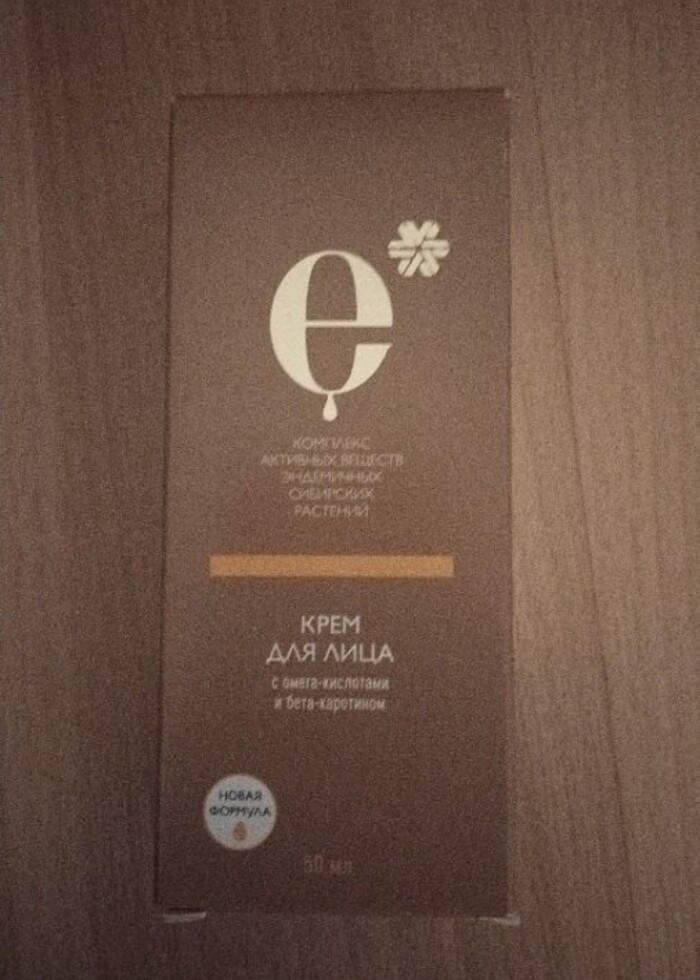 e
КОМПЛЕКС
АКТИВНЫХ ВЕЩЕСТВ
ЭНДЕМИЧНЫХ
СИБИРСКИХ
РАСТЕНИЙ
КРЕМ
ДЛЯ ЛИЦА
с омега-кислотами
и бета-каротином
НОВАЯ
ФОРМУЛА
50 мл